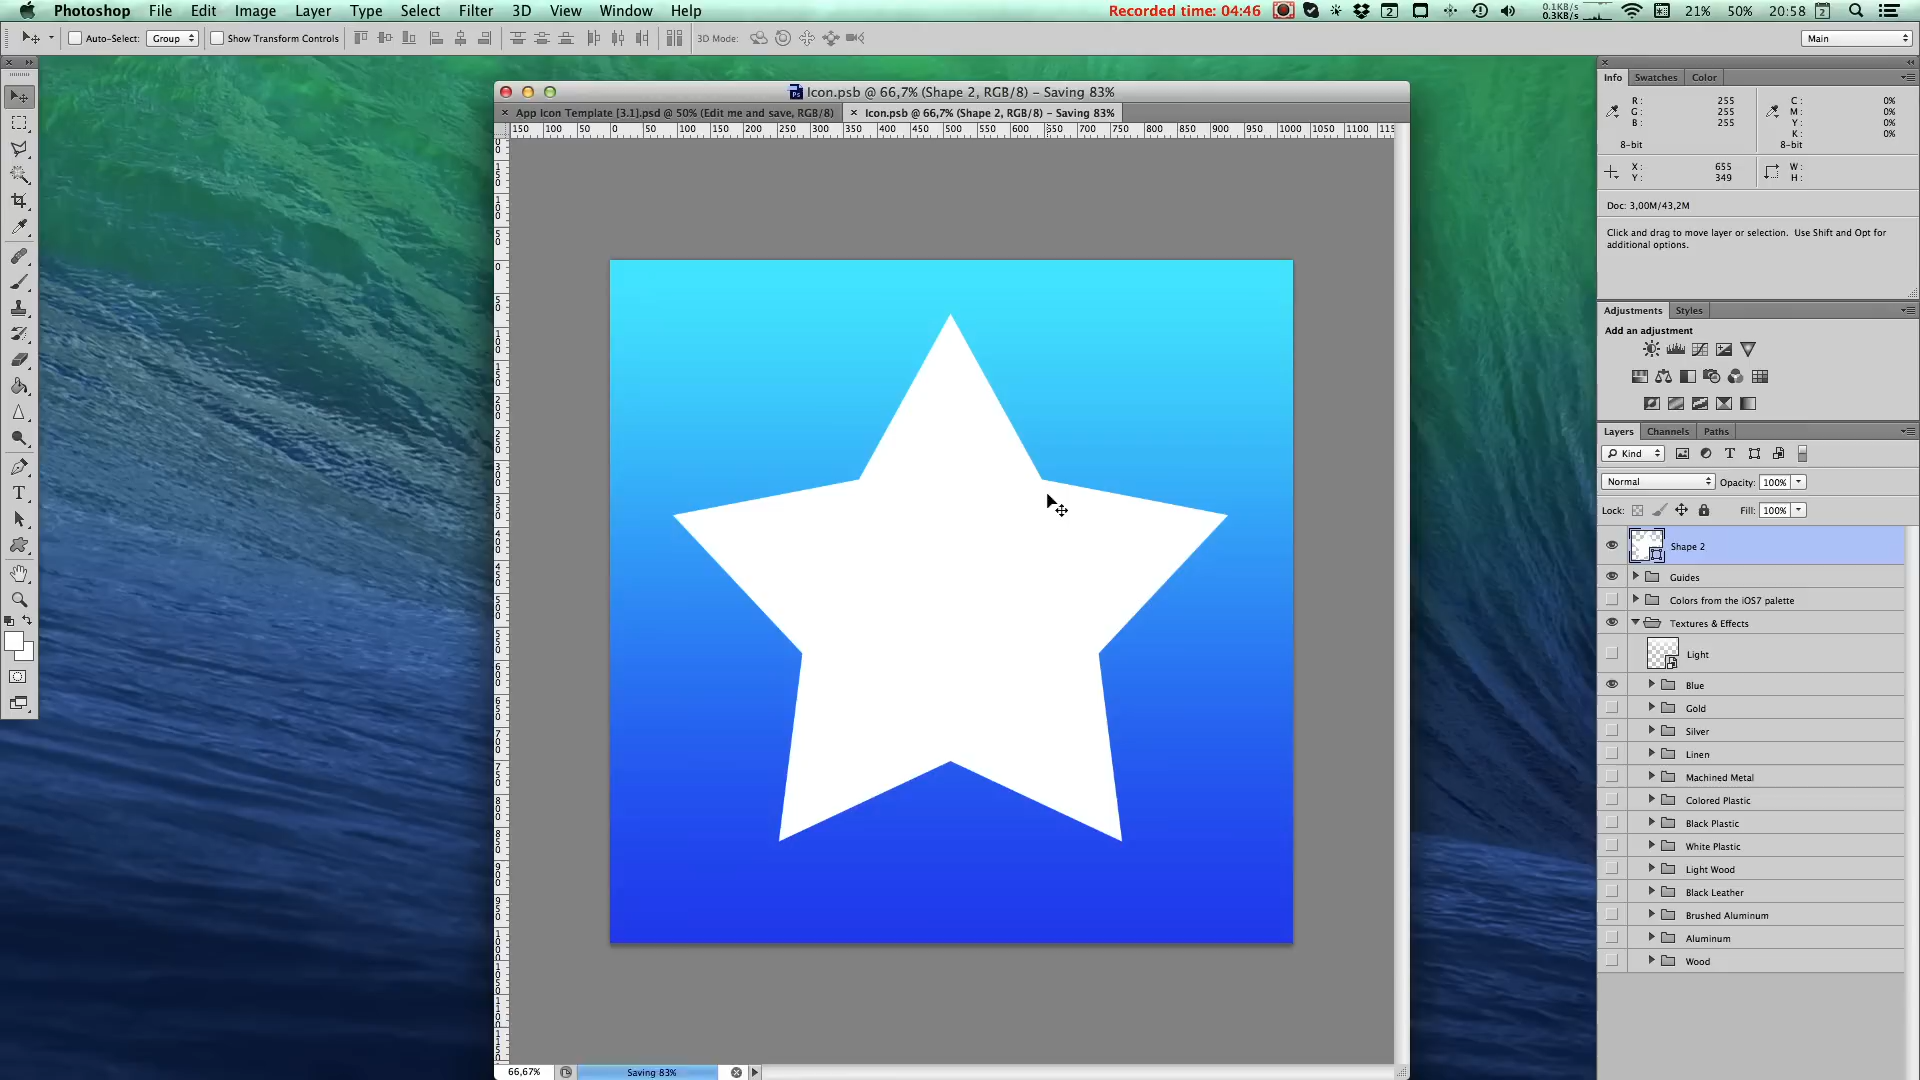 Photoshop File Edit Image Layer Type Select Filter 3D View Window Help
Recorded time: 04:46
2
0.1KB/s
0.3KB/s
21% 50% 20:58 2
Auto-Select: Group Show Transform Controls 3D Mode: Main
Icon.psb @ 66,7% (Shape 2, RGB/8) – Saving 83%
App Icon Template [3.1].psd @ 50% (Edit me and save, RGB/8)
Icon.psb @ 66,7% (Shape 2, RGB/8) – Saving 83%
150 100 50 0 50 100 150 200 250 300 350 400 450 500 550 600 650 700 750 800 850 900 950 1000 1050 1100 115
Info Swatches Color
R: 255 C: 0%
G: 255 M: 0%
B: 255 Y: 0%
K: 0%
8-bit 8-bit
X: 655 W:
Y: 349 H:
Doc: 3,00M/43,2M
Click and drag to move layer or selection. Use Shift and Opt for
additional options.
Adjustments Styles
Add an adjustment
Layers Channels Paths
Kind
Normal Opacity: 100%
Lock: Fill: 100%
Shape 2
Guides
Colors from the iOS7 palette
Textures & Effects
Light
Blue
Gold
Silver
Linen
Machined Metal
Colored Plastic
Black Plastic
White Plastic
Light Wood
Black Leather
Brushed Aluminum
Aluminum
Wood
66,67% Saving 83%